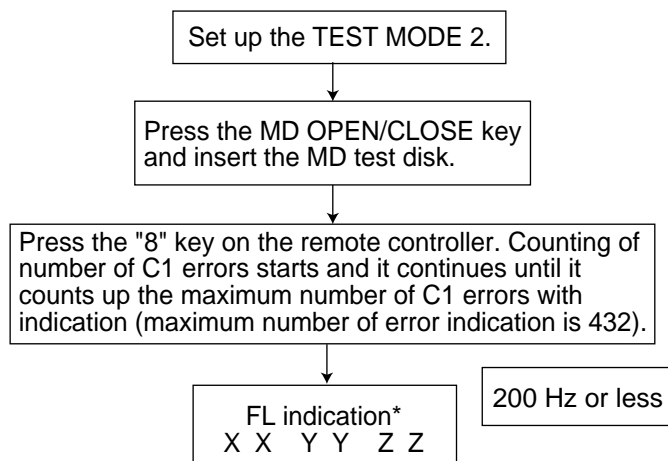 Set up the TEST MODE 2.
Press the MD OPEN/CLOSE key
and insert the MD test disk.
Press the "8" key on the remote controller. Counting of
number of C1 errors starts and it continues until it
counts up the maximum number of C1 errors with
indication (maximum number of error indication is 432).
FL indication*
X X   Y Y   Z Z
200 Hz or less